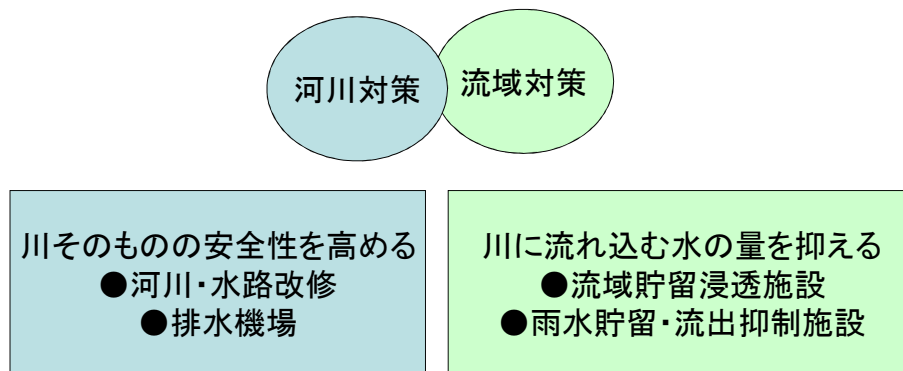 河川対策
流域対策
川そのものの安全性を高める
●河川・水路改修
●排水機場
川に流れ込む水の量を抑える
●流域貯留浸透施設
●雨水貯留・流出抑制施設